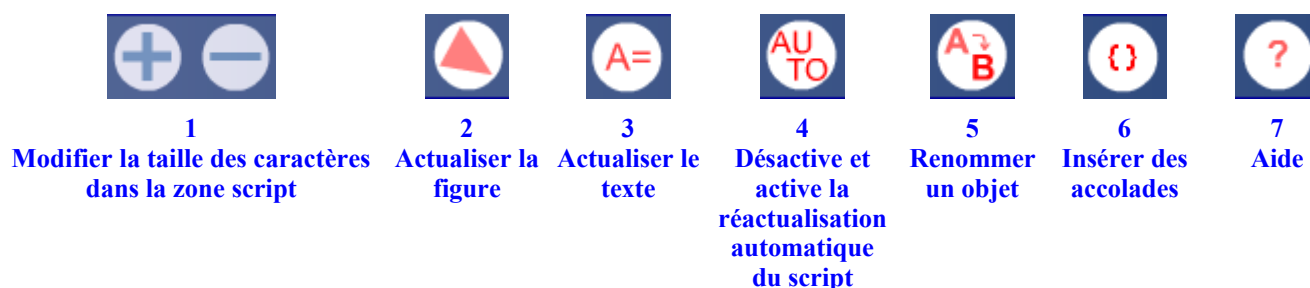 A=
AU
TO
A
B
{}
?
1
Modifier la taille des caractères
dans la zone script
2
Actualiser la
figure
3
Actualiser le
texte
4
Désactive et
active la
réactualisation
automatique
du script
5
Renommer
un objet
6
Insérer des
accolades
7
Aide